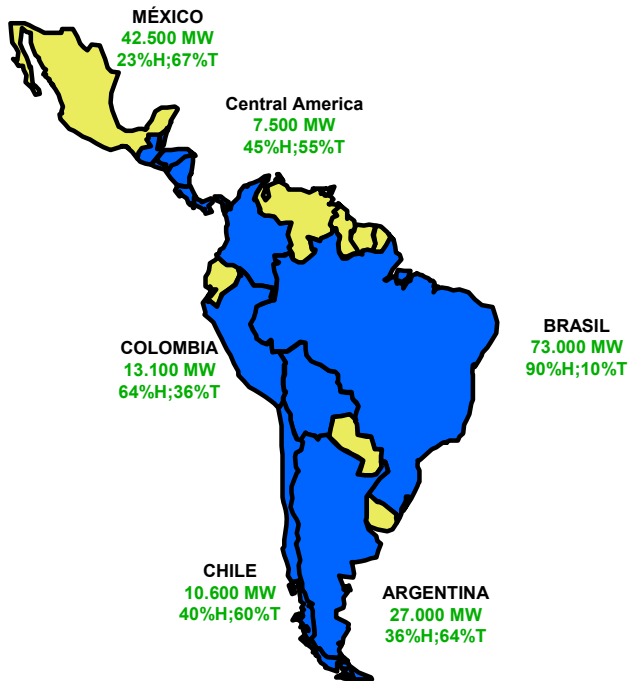 MÉXICO
42.500 MW
23%H;67%T
Central America
7.500 MW
45%H;55%T
BRASIL
73.000 MW
90%H;10%T
COLOMBIA
13.100 MW
64%H;36%T
CHILE
10.600 MW
40%H;60%T
ARGENTINA
27.000 MW
36%H;64%T